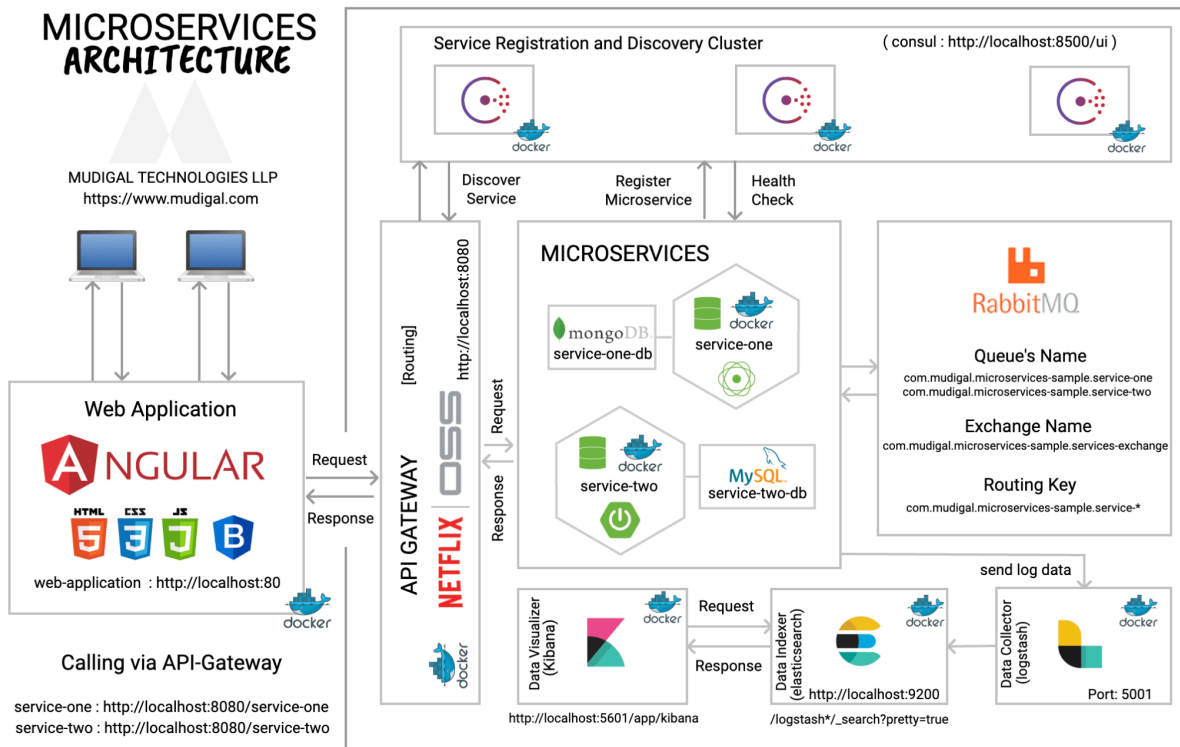 MICROSERVICES
ARCHITECTURE
MUDIGAL TECHNOLOGIES LLP
https://www.mudigal.com
Service Registration and Discovery Cluster
( consul : http://localhost:8500/ui )
docker
docker
docker
Discover
Service
Register
Microservice
Health
Check
Web Application
ANGULAR
HTML
5
CSS
3
JS
B
web-application : http://localhost:80
docker
Request
Response
Calling via API-Gateway
service-one : http://localhost:8080/service-one
service-two : http://localhost:8080/service-two
API GATEWAY
[Routing]
NETFLIX OSS
http://localhost:8080
docker
Request
Response
MICROSERVICES
mongoDB
service-one-db
docker
service-one
docker
service-two
MySQL
service-two-db
RabbitMQ
Queue's Name
com.mudigal.microservices-sample.service-one
com.mudigal.microservices-sample.service-two
Exchange Name
com.mudigal.microservices-sample.services-exchange
Routing Key
com.mudigal.microservices-sample.service-*
send log data
Data Visualizer
(Kibana)
docker
http://localhost:5601/app/kibana
Request
Response
Data Indexer
(elasticsearch)
docker
http://localhost:9200
/logstash*/_search?pretty=true
Data Collector
(logstash)
docker
Port: 5001